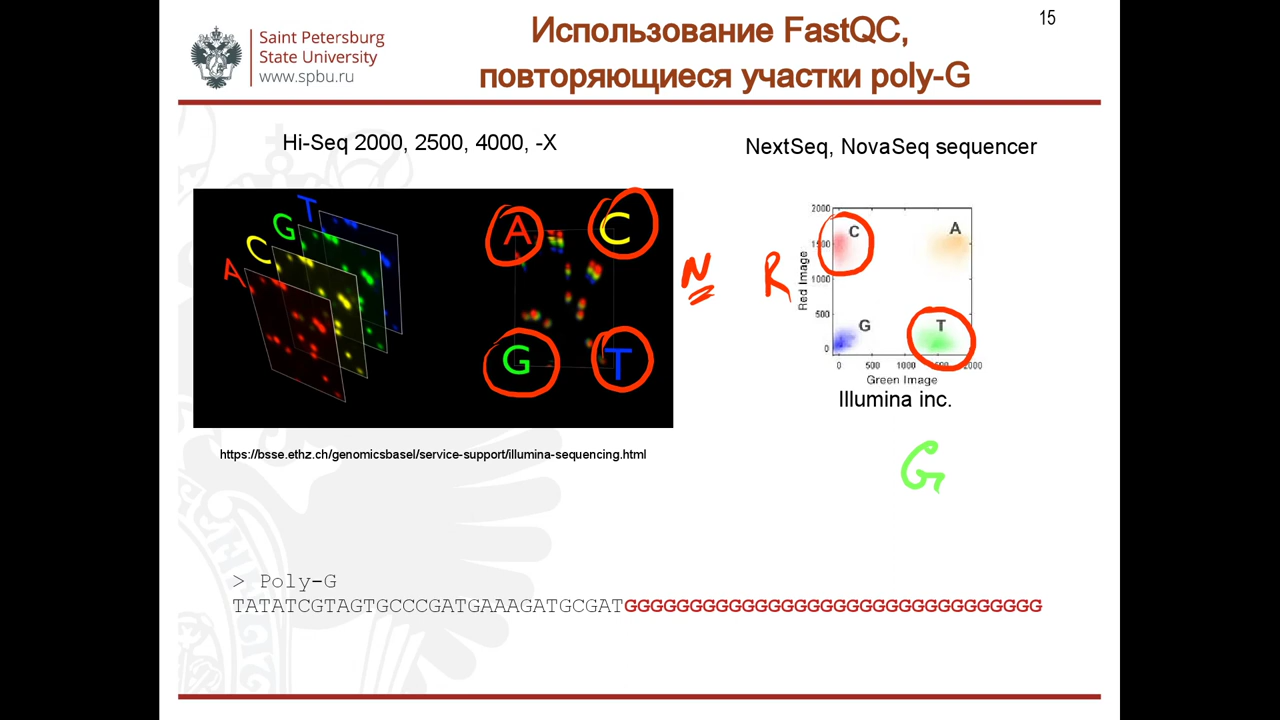 15
Saint Petersburg
State University
www.spbu.ru
Использование FastQC,
повторяющиеся участки poly-G
Hi-Seq 2000, 2500, 4000, -X
NextSeq, NovaSeq sequencer
A C G T
A C
G T
N
R
2000
1500
1000
500
0
Red Image
C A
G T
0 500 1000 1500 2000
Green Image
Illumina inc.
https://bsse.ethz.ch/genomicsbasel/service-support/illumina-sequencing.html
G
> Poly-G
TATATCGTAGTGCCCGATGAAAGATGCGATGGGGGGGGGGGGGGGGGGGGGGGGGGGGGGGG